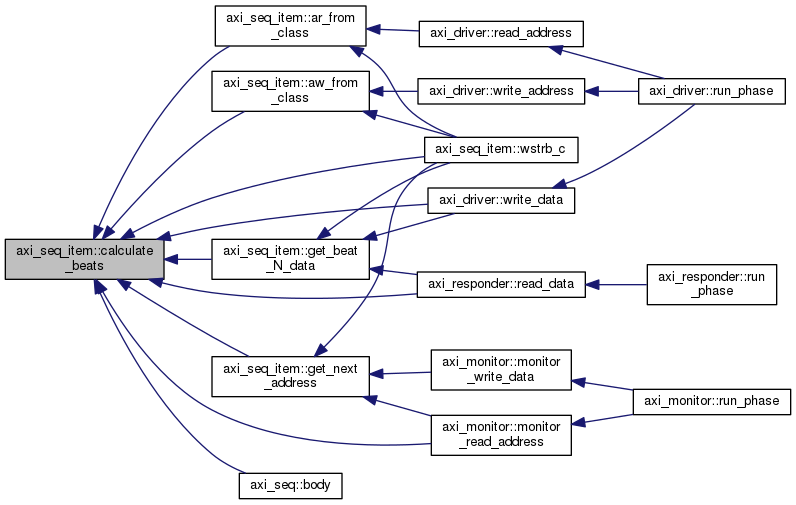 axi_seq_item::ar_from
_class
axi_driver::read_address
axi_seq_item::aw_from
_class
axi_driver::write_address
axi_driver::run_phase
axi_seq_item::wstrb_c
axi_driver::write_data
axi_seq_item::calculate
_beats
axi_seq_item::get_beat
_N_data
axi_responder::read_data
axi_responder::run
_phase
axi_seq_item::get_next
_address
axi_monitor::monitor
_write_data
axi_monitor::run_phase
axi_monitor::monitor
_read_address
axi_seq::body